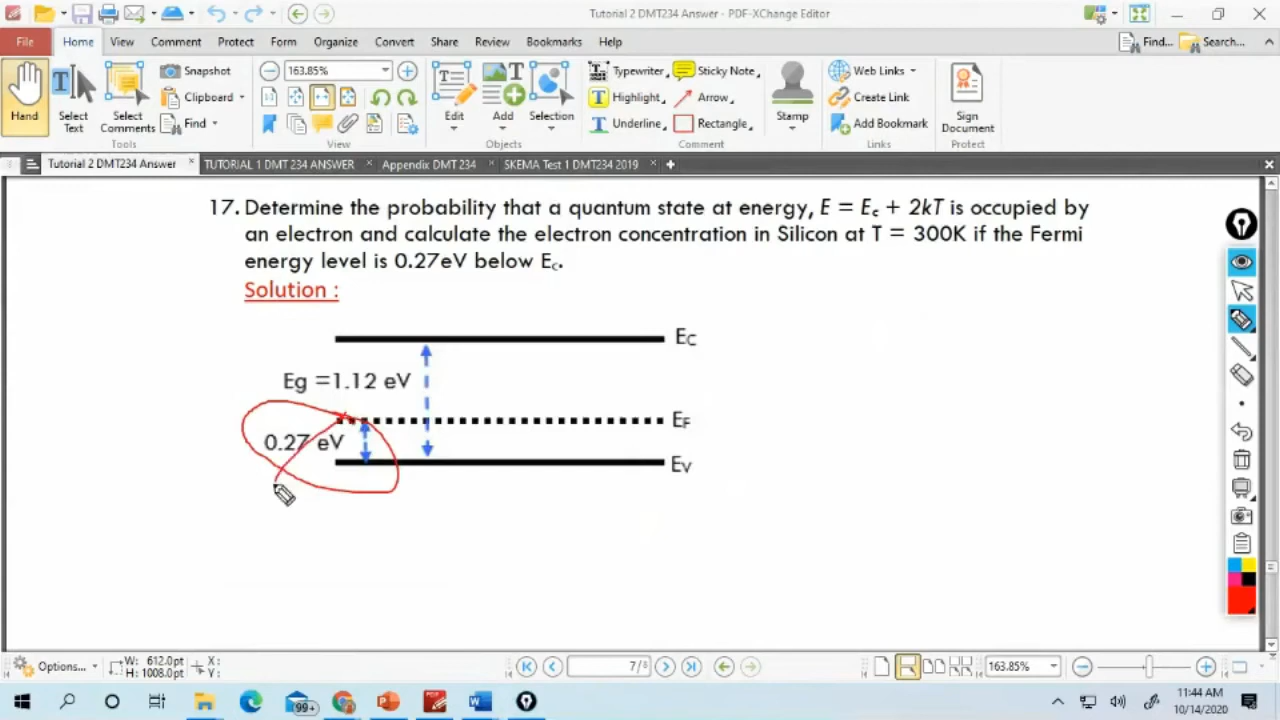 Tutorial 2 DMT234 Answer - PDF-XChange Editor
File Home View Comment Protect Form Organize Convert Share Review Bookmarks Help Find... Search...
Hand
Select Text
Select Comments
Snapshot
Clipboard
Find
Tools
163.85%
View
Edit
Add
Selection
Objects
Typewriter
Highlight
Underline
Sticky Note
Arrow
Rectangle
Stamp
Comment
Web Links
Create Link
Add Bookmark
Links
Sign Document
Protect
Tutorial 2 DMT234 Answer TUTORIAL 1 DMT 234 ANSWER Appendix DMT 234 SKEMA Test 1 DMT234 2019
17. Determine the probability that a quantum state at energy, E = Ec + 2kT is occupied by
an electron and calculate the electron concentration in Silicon at T = 300K if the Fermi
energy level is 0.27eV below Ec.
Solution :
EC
Eg =1.12 eV
EF
0.27 eV
EV
Options... W: 612.0pt X:
H: 1008.0pt Y:
163.85%
99+
11:44 AM
10/14/2020